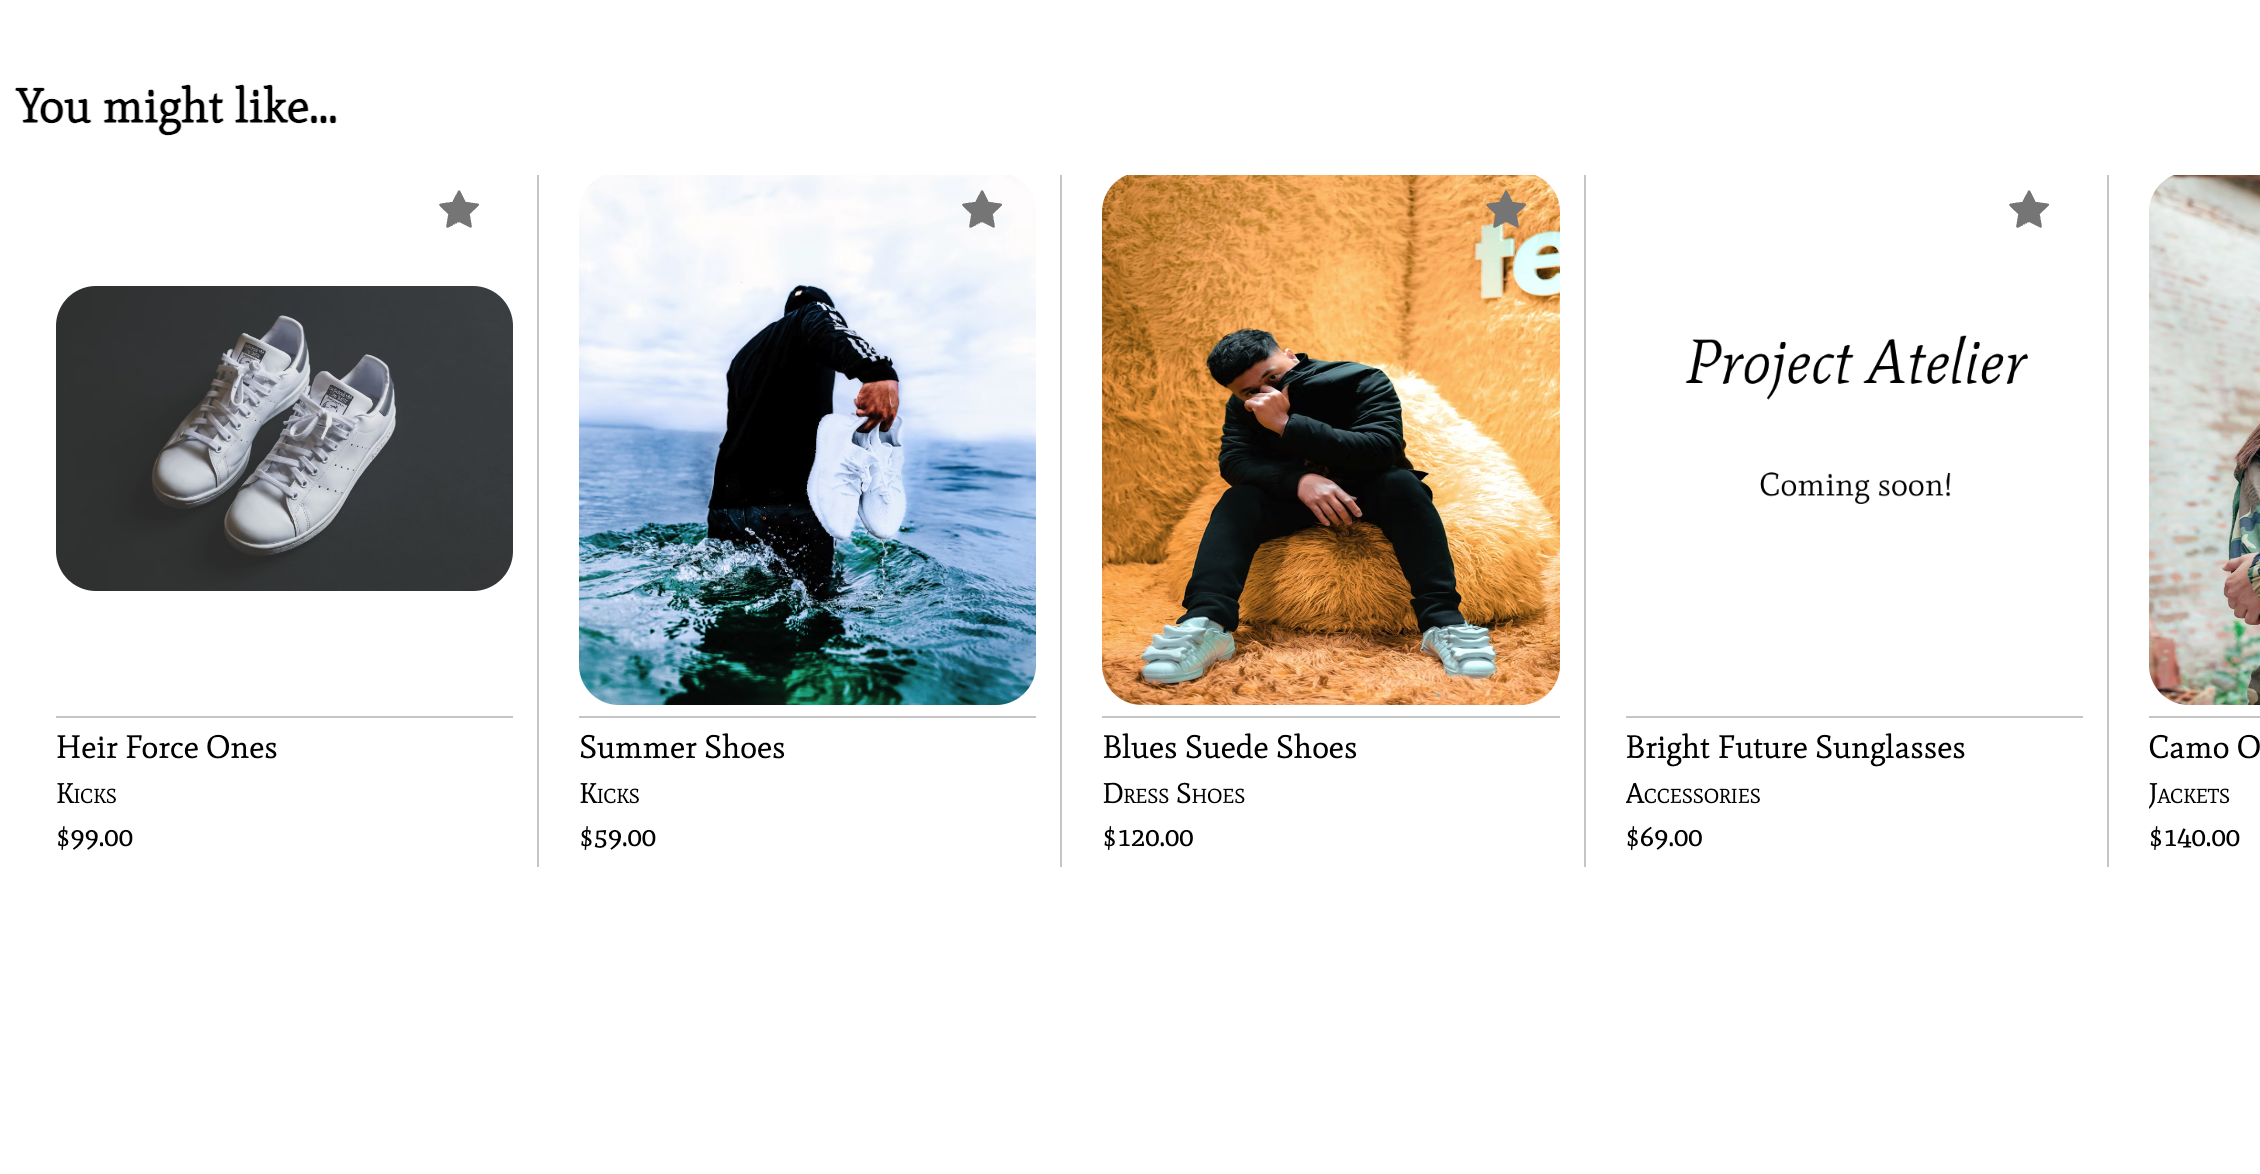 You might like...
te
Project Atelier
Coming soon!
Heir Force Ones
Kicks
$99.00
Summer Shoes
Kicks
$59.00
Blues Suede Shoes
Dress Shoes
$120.00
Bright Future Sunglasses
Accessories
$69.00
Camo O
Jackets
$140.00